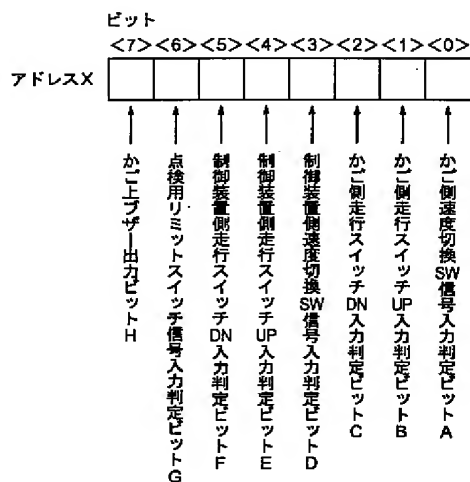 ビット
<7> <6> <5> <4> <3> <2> <1> <0>
アドレスX
かご上ブザー出力ビットH
点検用リミットスイッチ信号入力判定ビットG
制御装置側走行スイッチDN入力判定ビットF
制御装置側走行スイッチUP入力判定ビットE
制御装置側速度切換SW信号入力判定ビットD
かご側走行スイッチDN入力判定ビットC
かご側走行スイッチUP入力判定ビットB
かご側速度切換SW信号入力判定ビットA